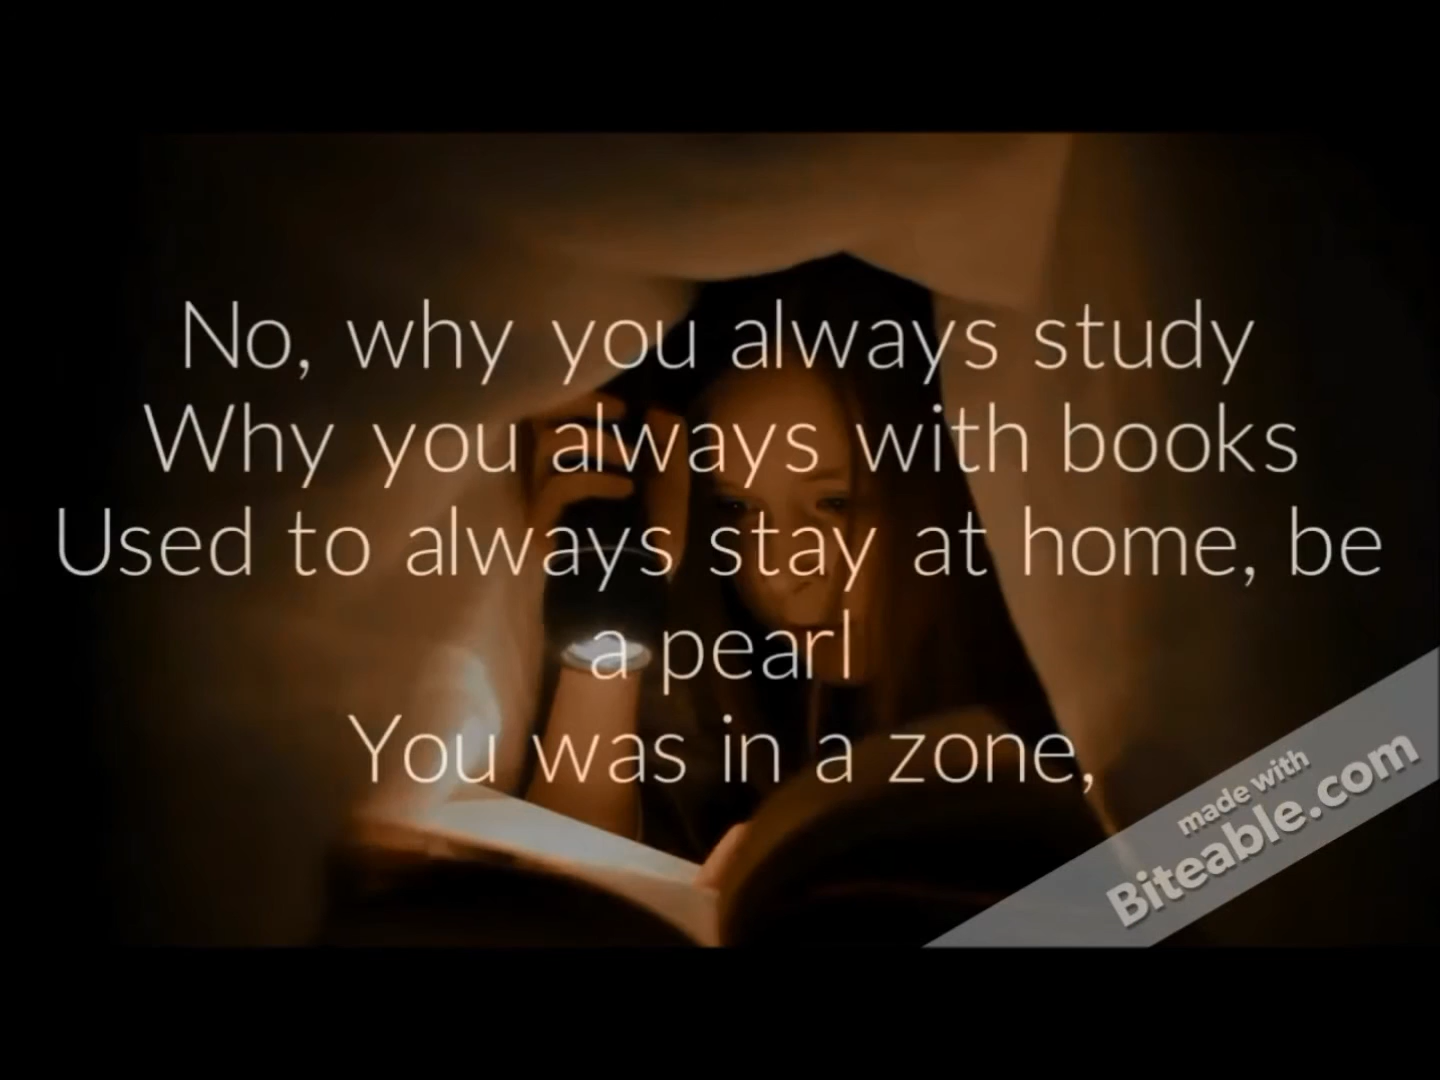 No, why you always study
Why you always with books
Used to always stay at home, be
a pearl
You was in a zone,
made with
Biteable.com